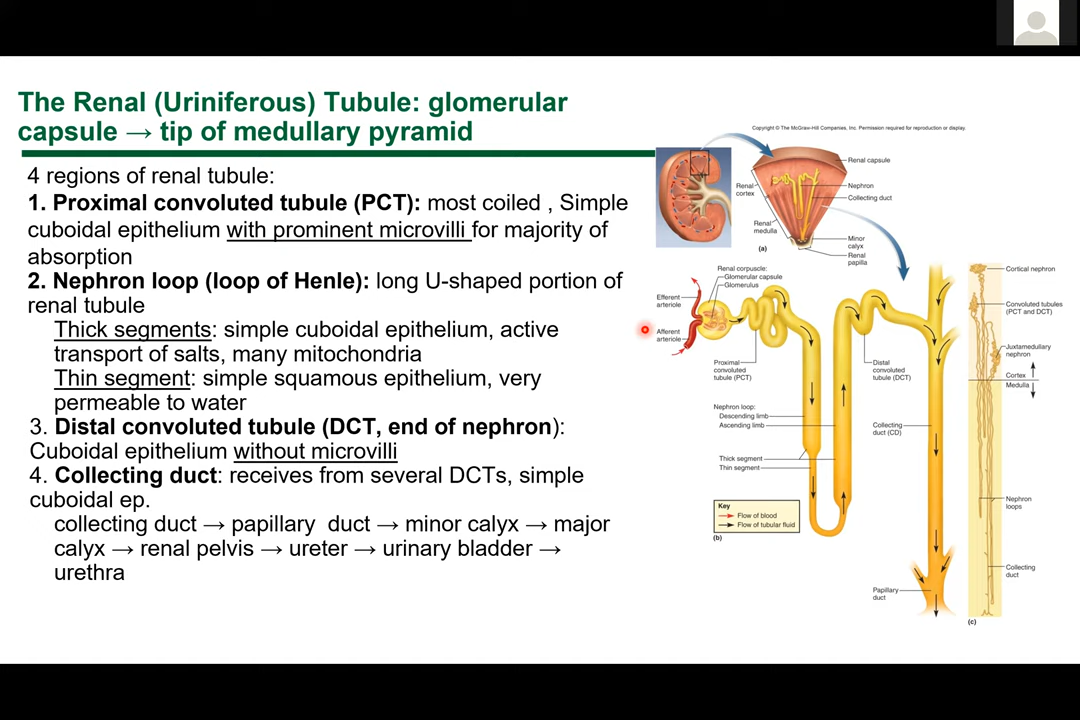 The Renal (Uriniferous) Tubule: glomerular
capsule → tip of medullary pyramid
4 regions of renal tubule:
1. Proximal convoluted tubule (PCT): most coiled , Simple
cuboidal epithelium with prominent microvilli for majority of
absorption
2. Nephron loop (loop of Henle): long U-shaped portion of
renal tubule
Thick segments: simple cuboidal epithelium, active
transport of salts, many mitochondria
Thin segment: simple squamous epithelium, very
permeable to water
3. Distal convoluted tubule (DCT, end of nephron):
Cuboidal epithelium without microvilli
4. Collecting duct: receives from several DCTs, simple
cuboidal ep.
collecting duct → papillary duct → minor calyx → major
calyx → renal pelvis → ureter → urinary bladder →
urethra
Copyright © The McGraw-Hill Companies, Inc. Permission required for reproduction or display.
Renal capsule
Renal
cortex
Nephron
Collecting duct
Renal
medulla
Minor
calyx
Renal
papilla
(a)
Renal corpuscle:
Glomerular capsule
Glomerulus
Efferent
arteriole
Afferent
arteriole
Proximal
convoluted
tubule (PCT)
Distal
convoluted
tubule (DCT)
Nephron loop:
Descending limb
Ascending limb
Collecting
duct (CD)
Thick segment
Thin segment
Key
Flow of blood
Flow of tubular fluid
(b)
Papillary
duct
Cortical nephron
Convoluted tubules
(PCT and DCT)
Juxtamedullary
nephron
Cortex
Medulla
Nephron
loops
Collecting
duct
(c)